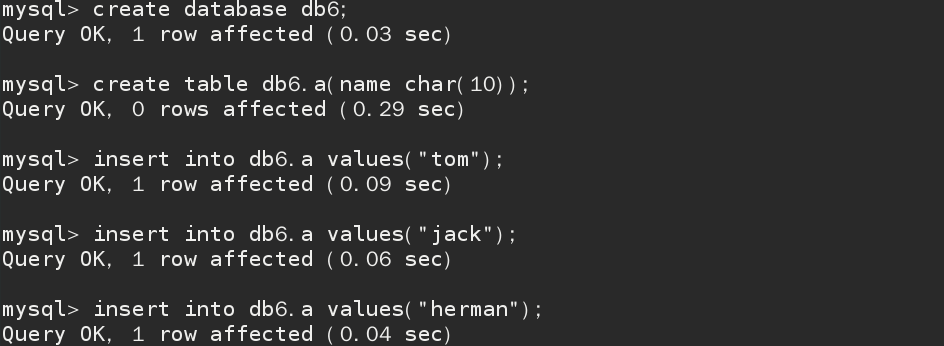 mysql> create database db6;
Query OK, 1 row affected (0.03 sec)
mysql> create table db6.a(name char(10));
Query OK, 0 rows affected (0.29 sec)
mysql> insert into db6.a values("tom");
Query OK, 1 row affected (0.09 sec)
mysql> insert into db6.a values("jack");
Query OK, 1 row affected (0.06 sec)
mysql> insert into db6.a values("herman");
Query OK, 1 row affected (0.04 sec)